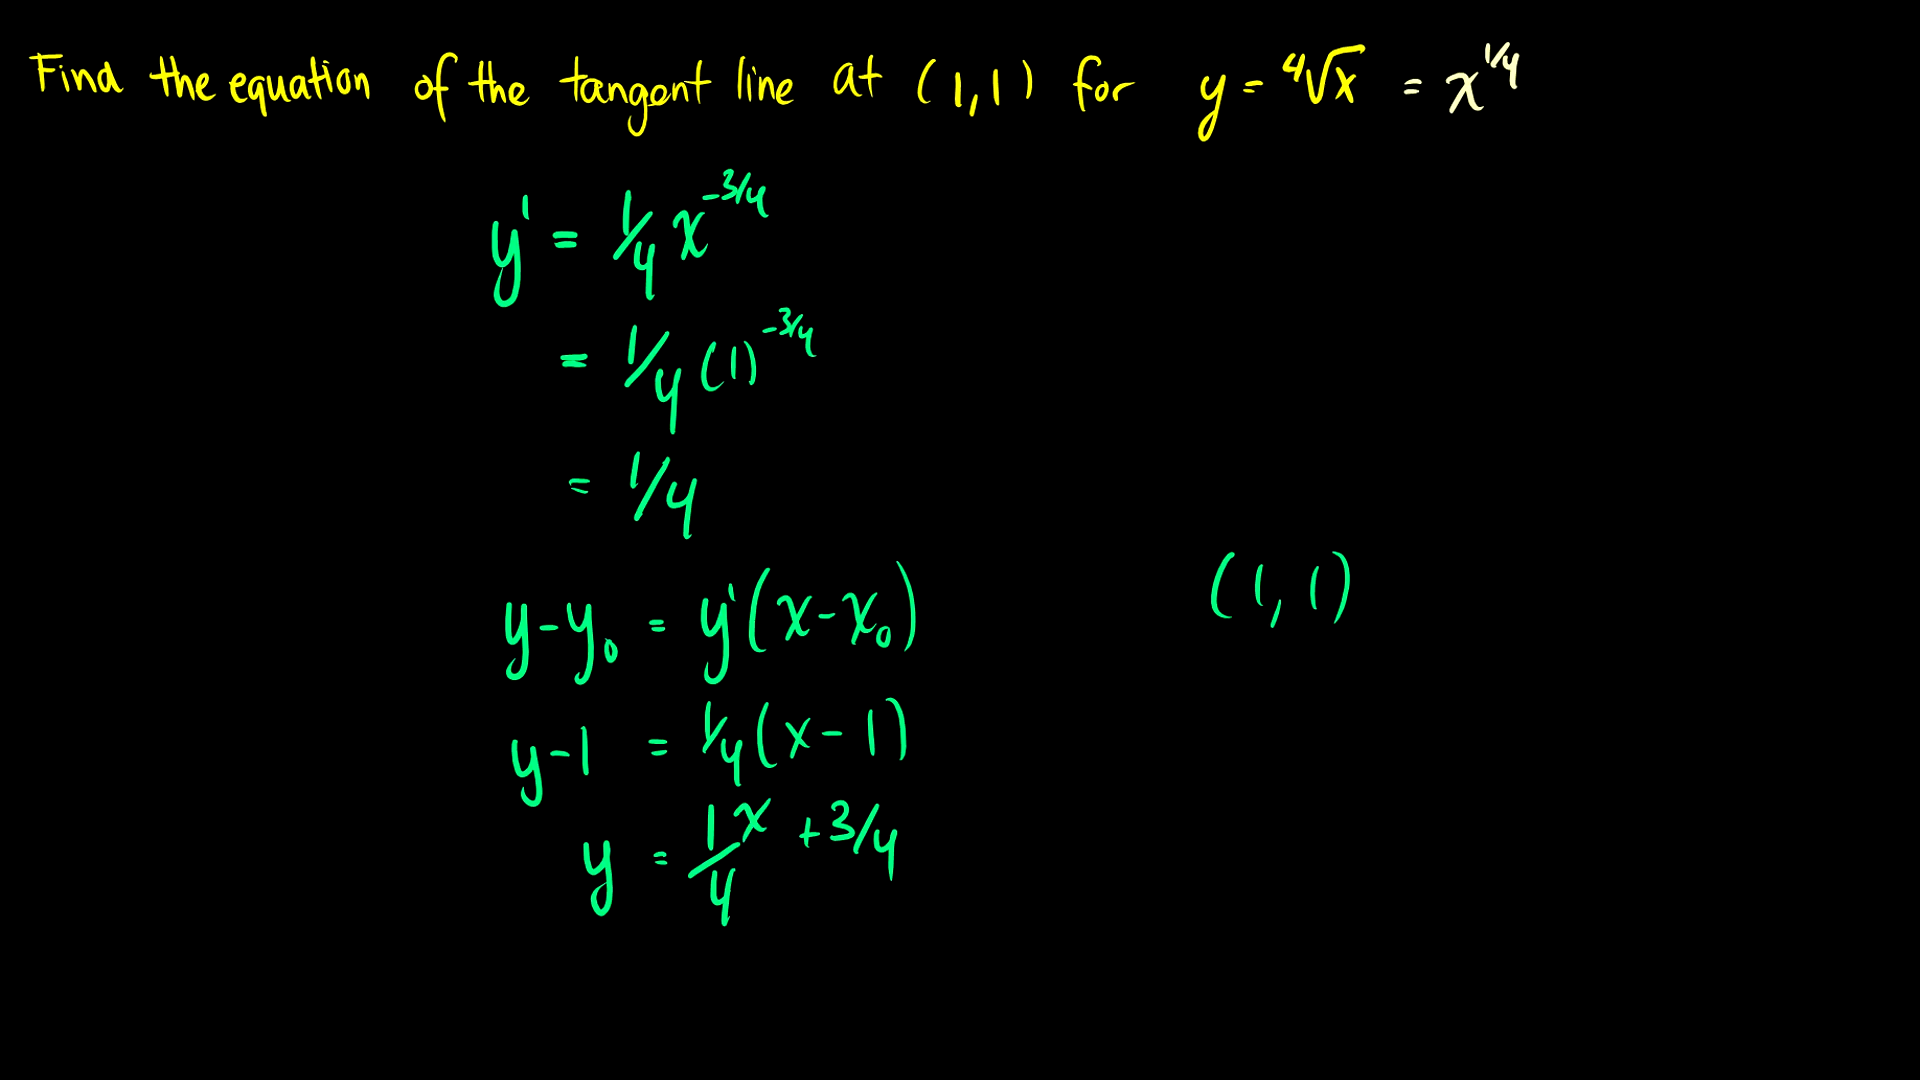 Find the equation of the tangent line at (1,1) for y = ⁴√x = x^1/4
y' = 1/4 x^-3/4
= 1/4 (1)^-3/4
= 1/4
y-y₀ = y'(x-x₀) (1,1)
y-1 = 1/4(x-1)
y = 1/4 x +3/4